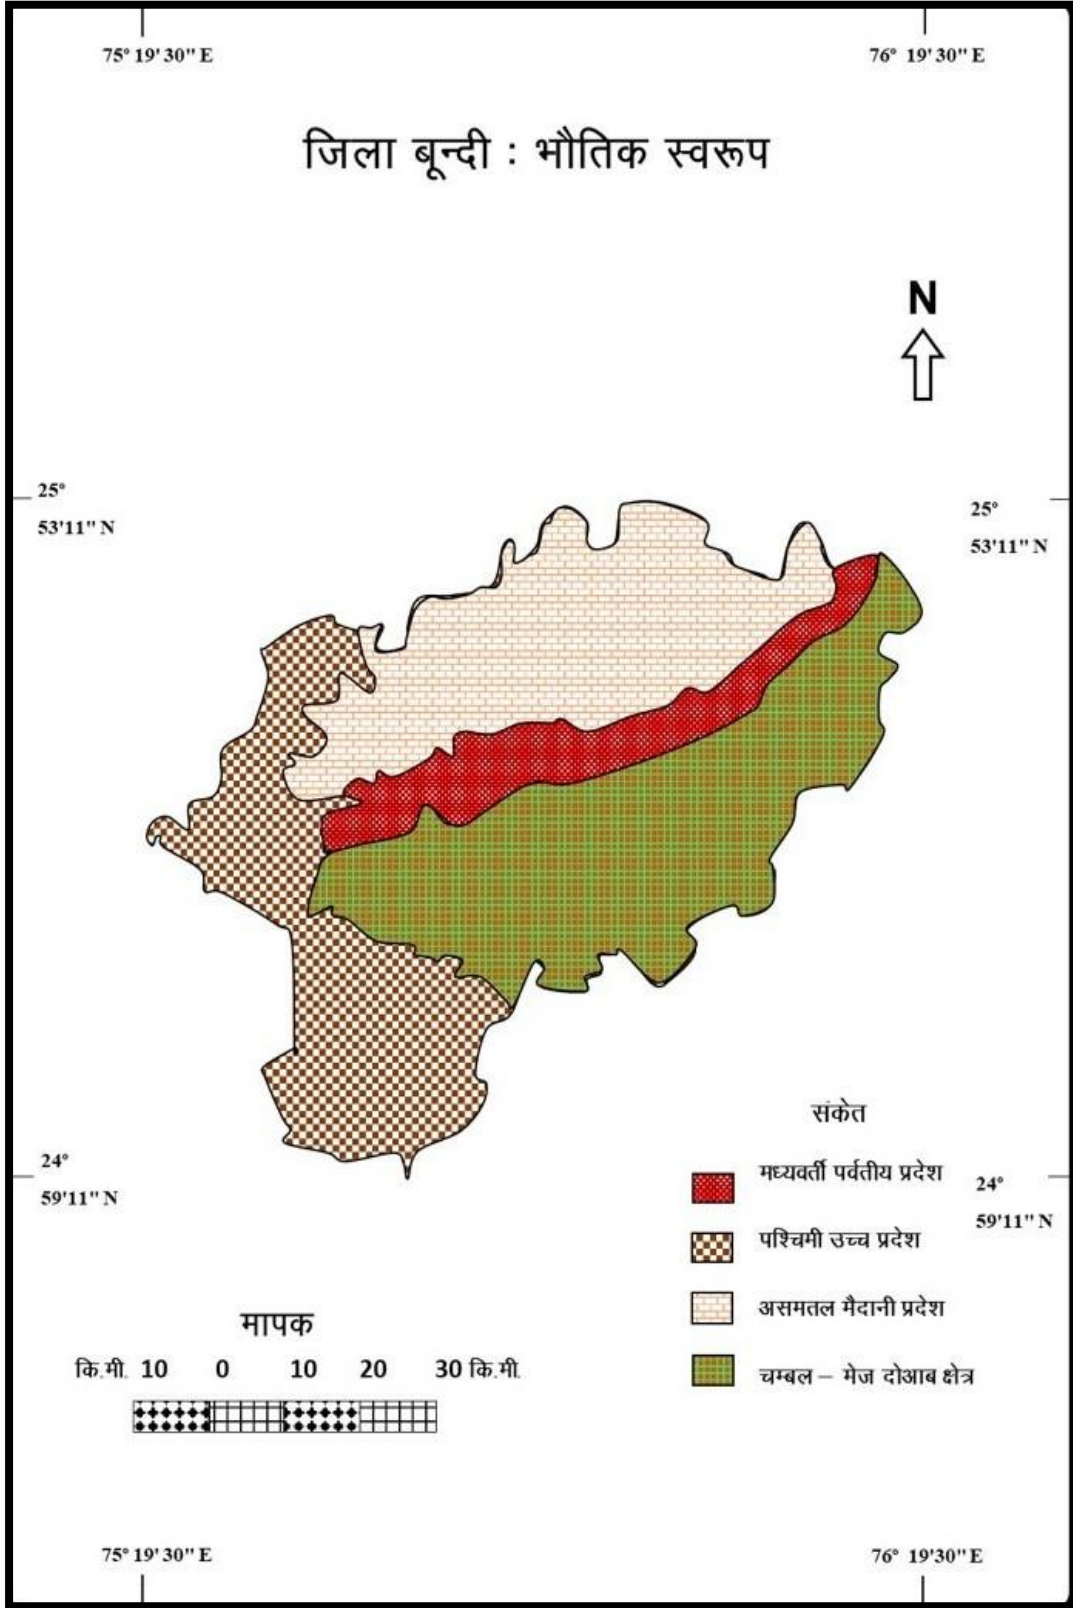 75° 19' 30" E
76° 19' 30" E
जिला बून्दी : भौतिक स्वरूप
N
25°
53'11" N
25°
53'11" N
संकेत
मध्यवर्ती पर्वतीय प्रदेश
पश्चिमी उच्च प्रदेश
असमतल मैदानी प्रदेश
चम्बल – मेज दोआब क्षेत्र
24°
59'11" N
24°
59'11" N
मापक
कि.मी. 10 0 10 20 30 कि.मी.
75° 19' 30" E
76° 19' 30" E